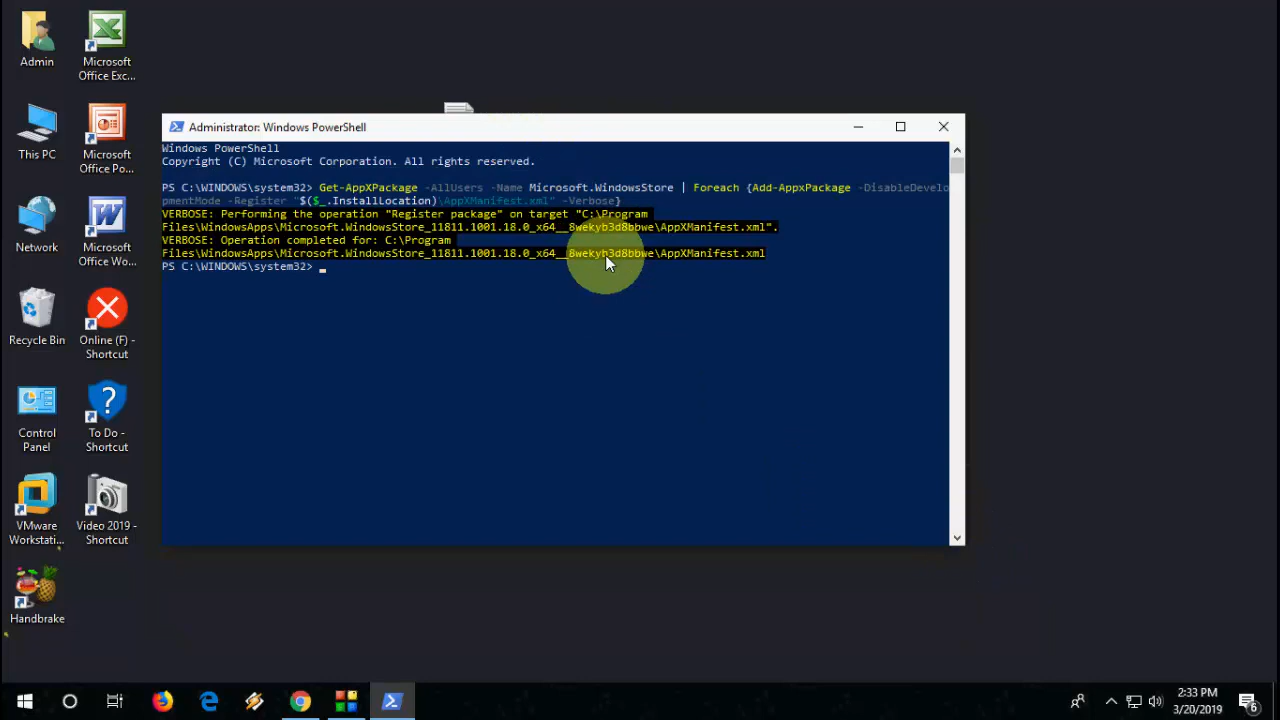 Admin
Microsoft
Office Exc...
This PC
Microsoft
Office Po...
Network
Microsoft
Office Wo...
Recycle Bin
Online (F) -
Shortcut
Control
Panel
To Do -
Shortcut
VMware
Workstati...
Video 2019 -
Shortcut
Handbrake
Administrator: Windows PowerShell
Windows PowerShell
Copyright (C) Microsoft Corporation. All rights reserved.
PS C:\WINDOWS\system32> Get-AppXPackage -AllUsers -Name Microsoft.WindowsStore | Foreach {Add-AppxPackage -DisableDevelo
pmentMode -Register "$($_.InstallLocation)\AppXManifest.xml" -Verbose}
VERBOSE: Performing the operation "Register package" on target "C:\Program
Files\WindowsApps\Microsoft.WindowsStore_11811.1001.18.0_x64__8wekyb3d8bbwe\AppXManifest.xml".
VERBOSE: Operation completed for: C:\Program
Files\WindowsApps\Microsoft.WindowsStore_11811.1001.18.0_x64__8wekyb3d8bbwe\AppXManifest.xml
PS C:\WINDOWS\system32>
2:33 PM
3/20/2019
6